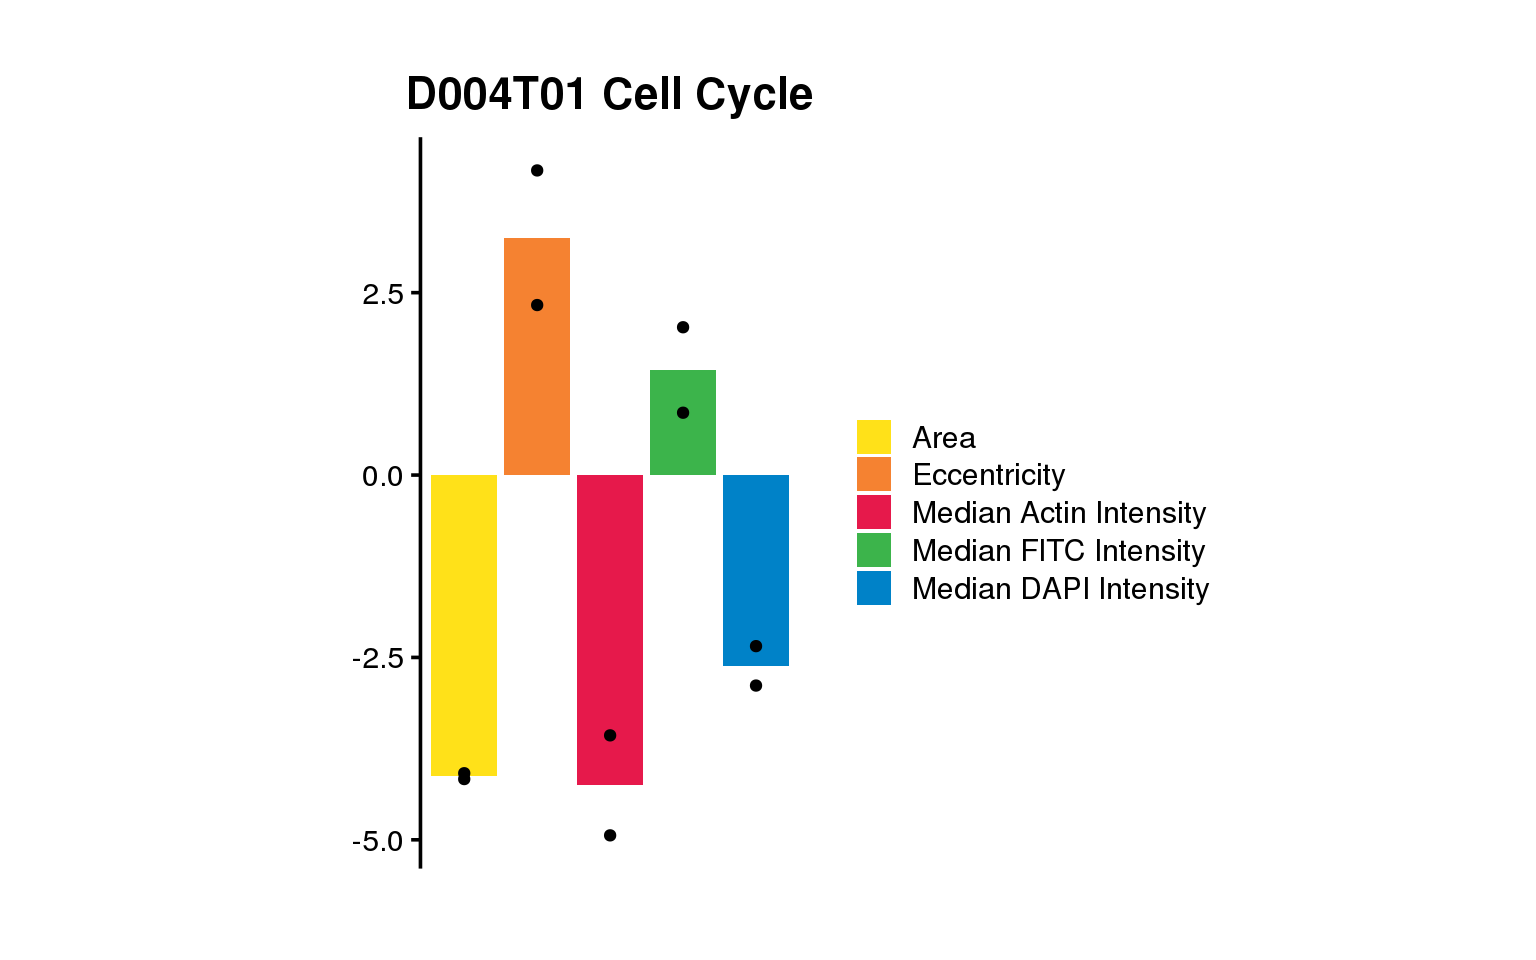 D004T01 Cell Cycle
2.5
0.0
-2.5
-5.0
Area
Eccentricity
Median Actin Intensity
Median FITC Intensity
Median DAPI Intensity